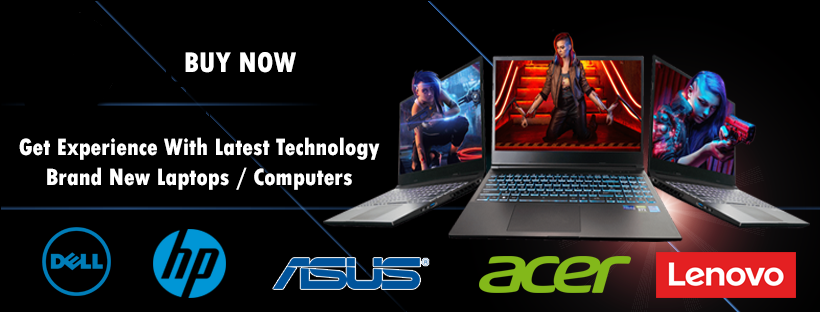 BUY NOW
Get Experience With Latest Technology
Brand New Laptops / Computers
DELL
hp
ASUS®
acer
Lenovo